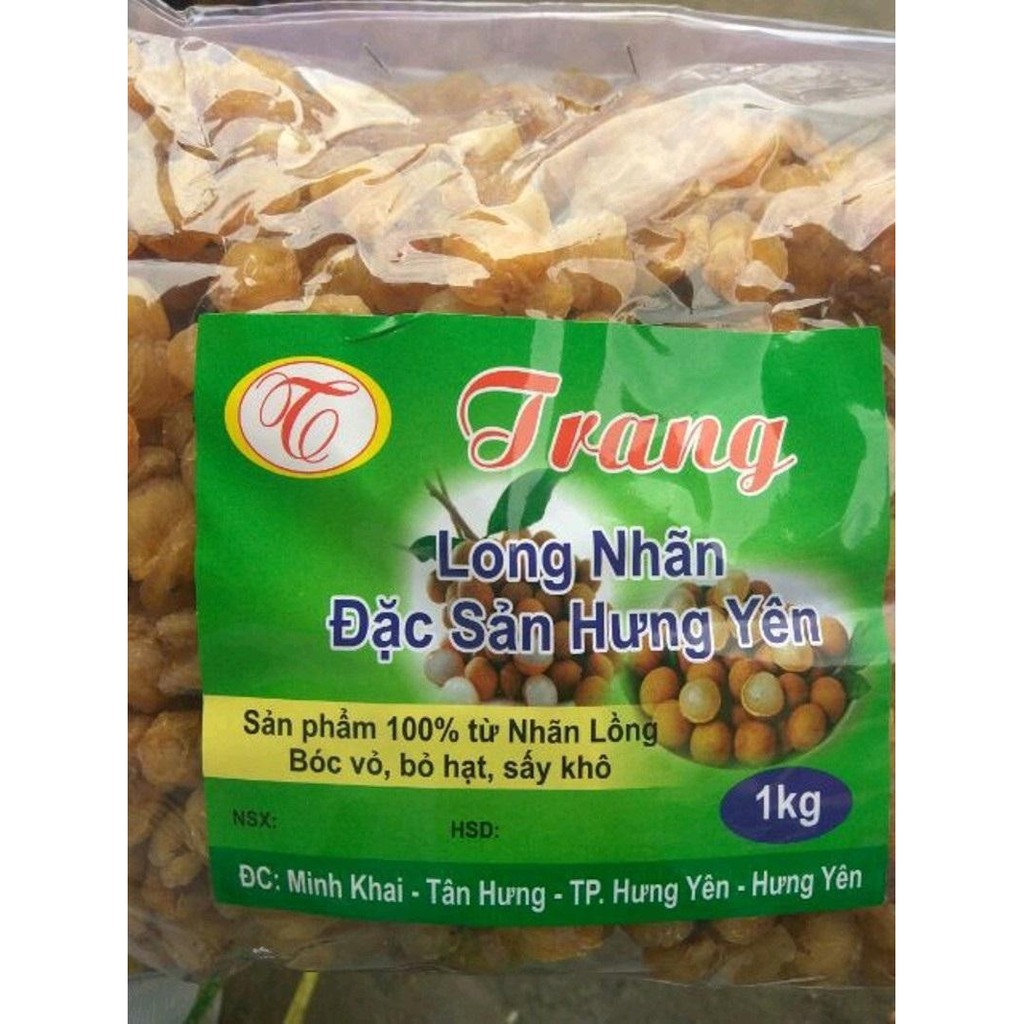 T
Trang
Long Nhãn
Đặc Sản Hưng Yên
Sản phẩm 100% từ Nhãn Lồng
Bóc vỏ, bỏ hạt, sấy khô
1kg
NSX:
HSD:
ĐC: Minh Khai - Tân Hưng - TP. Hưng Yên - Hưng Yên